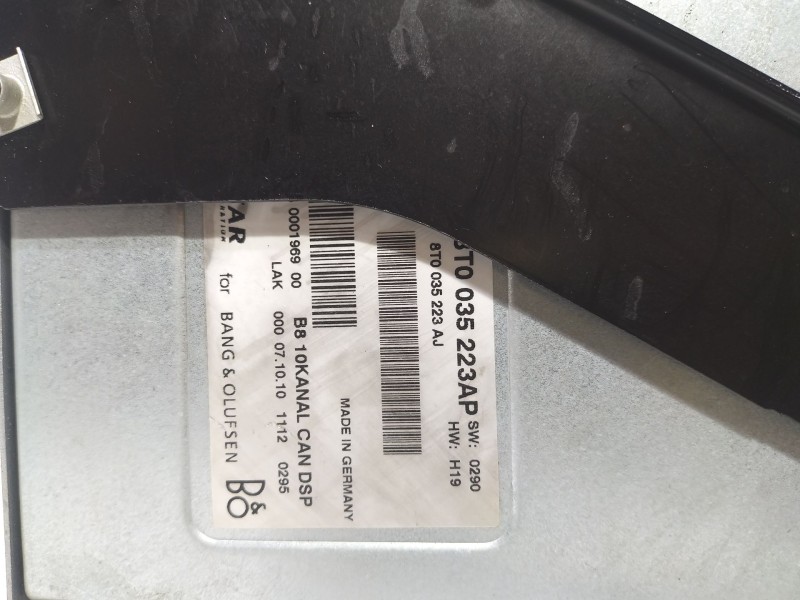 8T0 035 223AP SW: 0290
8T0 035 223 AJ HW: H19
MADE IN GERMANY
B8 10KANAL CAN DSP
0001969 00
LAK 000 07.10.10 1112 0295
for BANG & OLUFSEN B&O